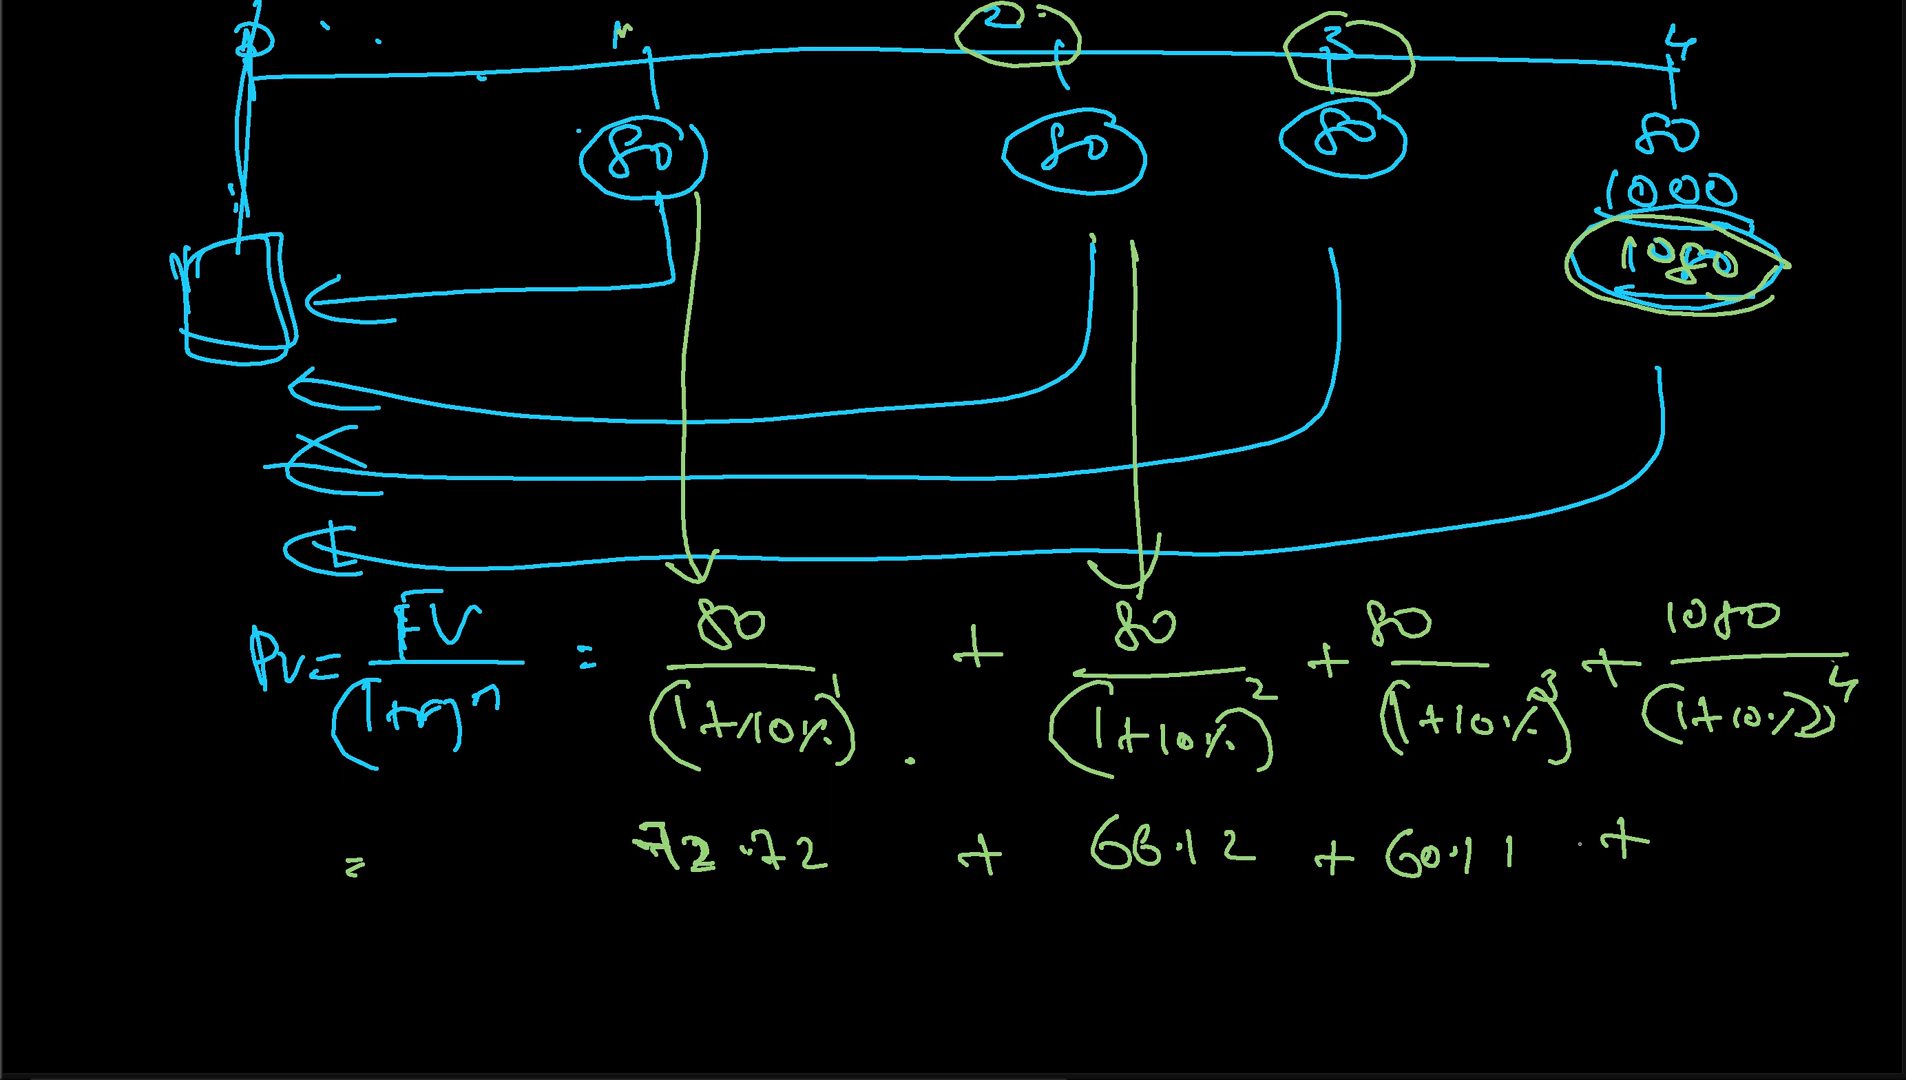 0 1 2 3 4
80 80 80 80
1000
1080
PV = FV/(1+r)^n = 80/(1+10%)^1 + 80/(1+10%)^2 + 80/(1+10%)^3 + 1080/(1+10%)^4
= 72.72 + 66.12 + 60.11 +